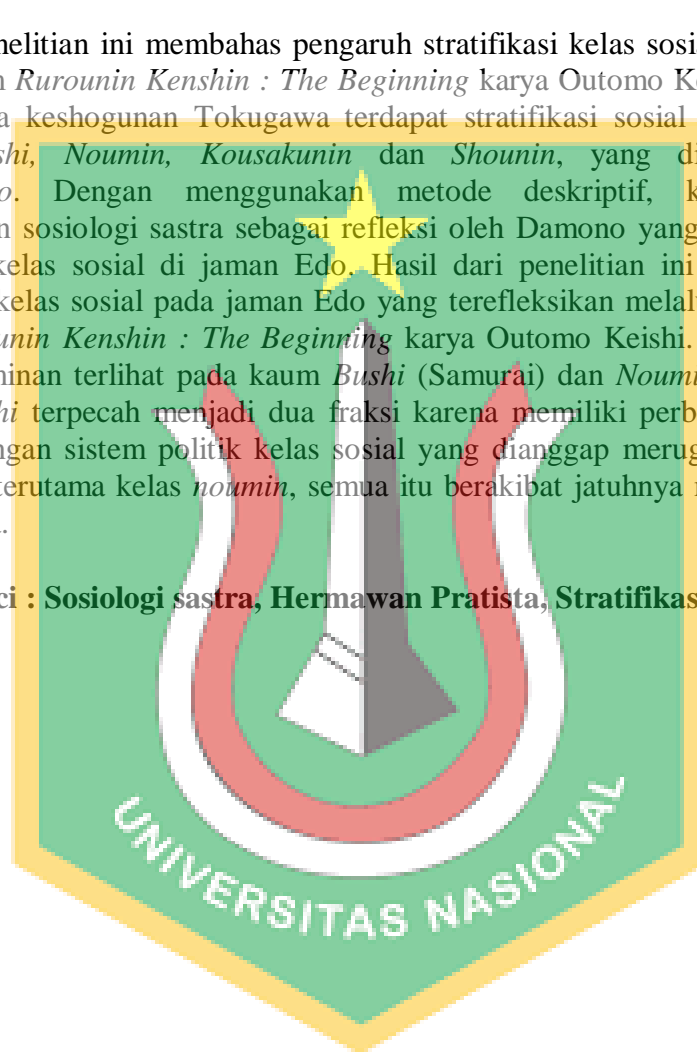 nelitian ini membahas pengaruh stratifikasi kelas sosia
n Rurounin Kenshin : The Beginning karya Outomo Ke
a keshogunan Tokugawa terdapat stratifikasi sosial
shi, Noumin, Kousakunin dan Shounin, yang di
o. Dengan menggunakan metode deskriptif, k
n sosiologi sastra sebagai refleksi oleh Damono yang
kelas sosial di jaman Edo. Hasil dari penelitian ini
kelas sosial pada jaman Edo yang terefleksikan melalu
unin Kenshin : The Beginning karya Outomo Keishi.
minan terlihat pada kaum Bushi (Samurai) dan Noumi
hi terpecah menjadi dua fraksi karena memiliki perb
ngan sistem politik kelas sosial yang dianggap merug
terutama kelas noumin, semua itu berakibat jatuhnya
.
ci : Sosiologi sastra, Hermawan Pratista, Stratifikas
UNIVERSITAS NASIONAL